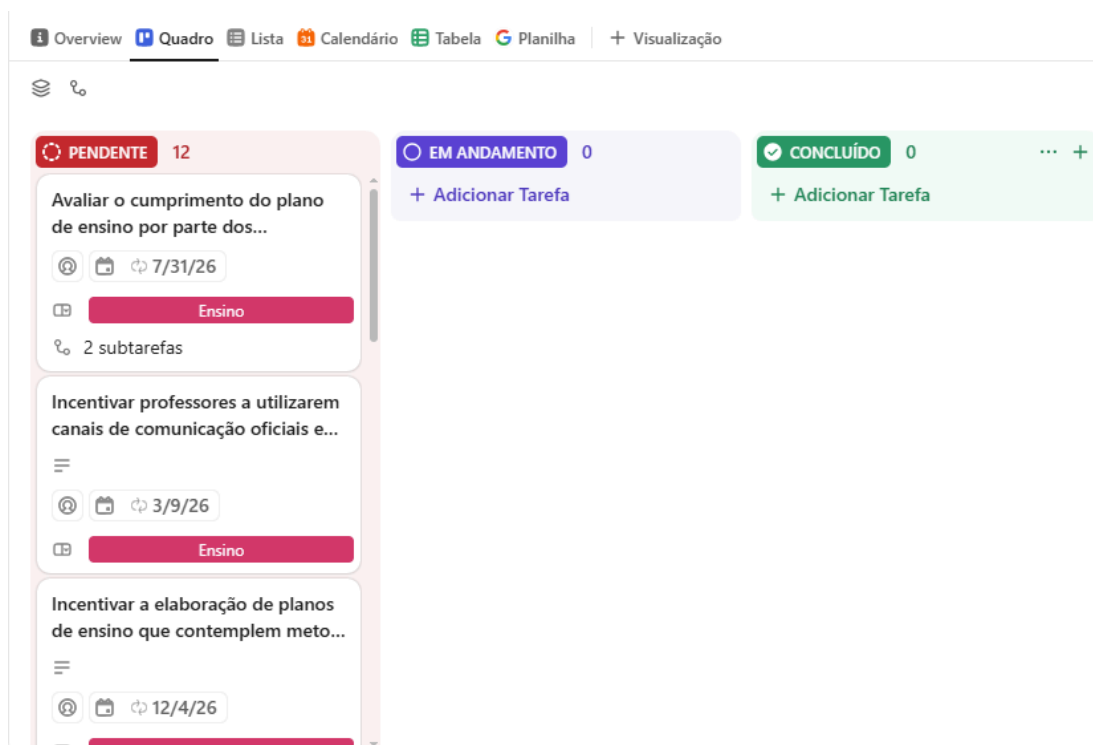 Overview Quadro Lista 31 Calendário Tabela G Planilha + Visualização
PENDENTE 12
Avaliar o cumprimento do plano
de ensino por parte dos...
7/31/26
Ensino
2 subtarefas
Incentivar professores a utilizarem
canais de comunicação oficiais e...
3/9/26
Ensino
Incentivar a elaboração de planos
de ensino que contemplem meto...
12/4/26
EM ANDAMENTO 0
+ Adicionar Tarefa
CONCLUÍDO 0 ... +
+ Adicionar Tarefa